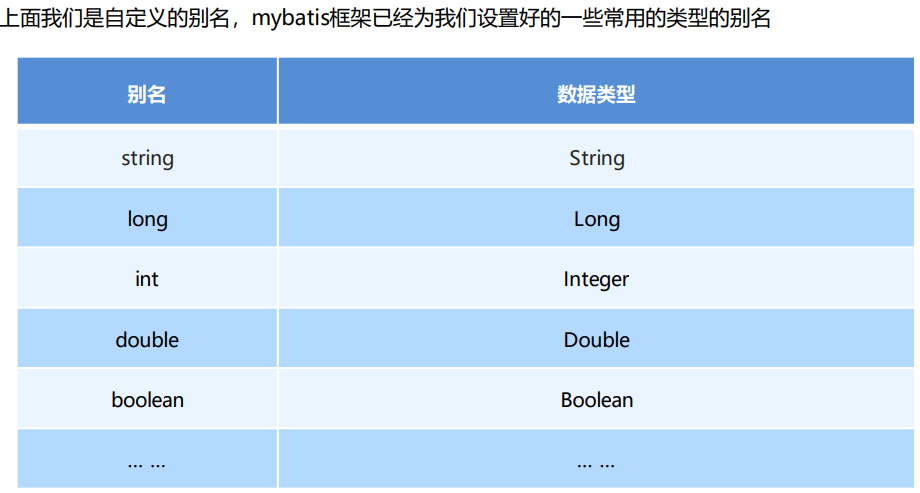 上面我们是自定义的别名，mybatis框架已经为我们设置好的一些常用的类型的别名
别名 数据类型
string String
long Long
int Integer
double Double
boolean Boolean
… … … …